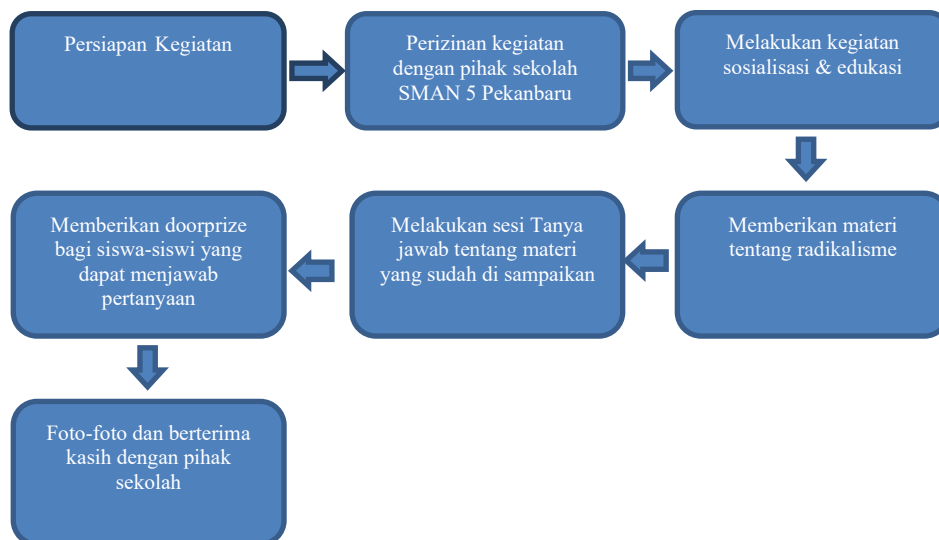 Persiapan Kegiatan
Perizinan kegiatan
dengan pihak sekolah
SMAN 5 Pekanbaru
Melakukan kegiatan
sosialisasi & edukasi
Memberikan materi
tentang radikalisme
Melakukan sesi Tanya
jawab tentang materi
yang sudah di sampaikan
Memberikan doorprize
bagi siswa-siswi yang
dapat menjawab
pertanyaan
Foto-foto dan berterima
kasih dengan pihak
sekolah